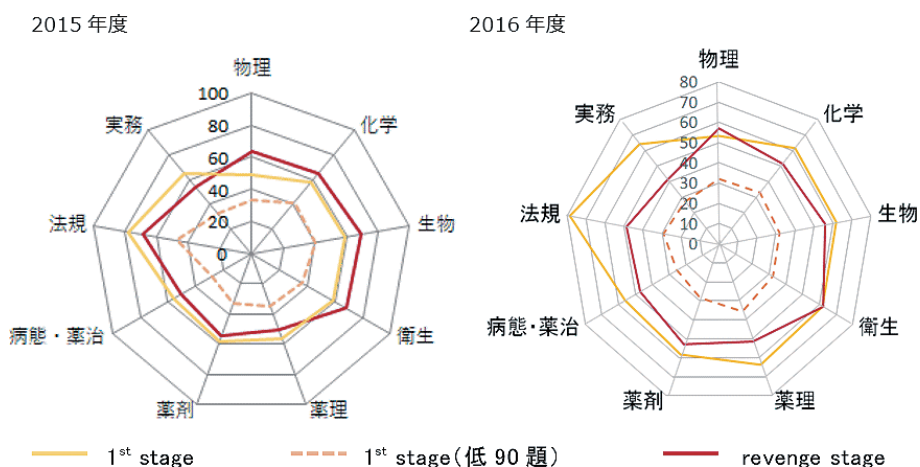 2015 年度
2016 年度
物理
化学
生物
衛生
薬理
薬剤
病態・薬治
法規
実務
100
80
60
40
20
0
物理
化学
生物
衛生
薬理
薬剤
病態・薬治
法規
実務
80
70
60
50
40
30
20
10
0
1st stage
1st stage(低 90 題)
revenge stage